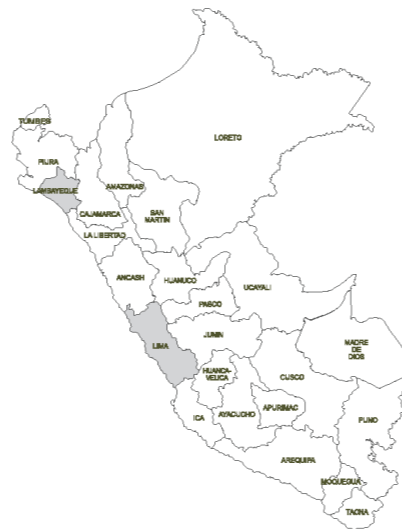 TUMBES
LORETO
PIURA
LAMBAYEQUE
AMAZONAS
CAJAMARCA
SAN
MARTIN
LA LIBERTAD
ANCASH
HUANUCO
UCAYALI
PASCO
LIMA
JUNIN
MADRE
DE
DIOS
HUANCA-
VELICA
CUSCO
ICA
AYACUCHO
APURIMAC
PUNO
AREQUIPA
MOQUEGUA
TACNA